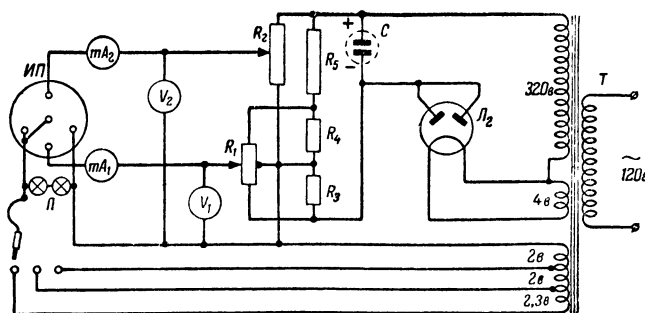 +
C
R₂
mA₂
ИП
R₅
320в
T
V₂
Л₂
-
R₄
R₁
mA₁
~
120в
П
R₃
V₁
4в
2в
2в
2,3в